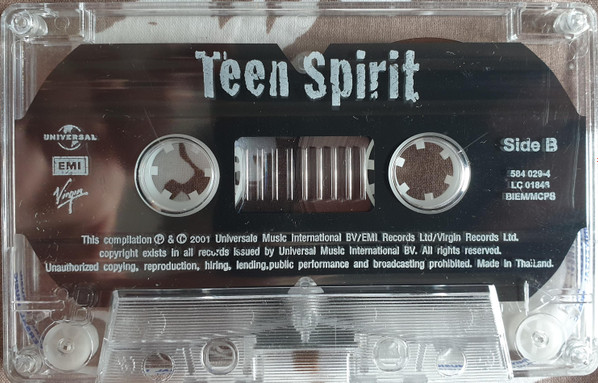 Teen Spirit
UNIVERSAL
EMI
Virgin
Side B
584 029-4
LC 01846
BIEM/MCPS
This compilation ℗ & © 2001 Universale Music International BV/EMI Records Ltd/Virgin Records Ltd.
copyright exists in all records issued by Universal Music International BV. All rights reserved.
Unauthorized copying, reproduction, hiring, lending,public performance and broadcasting prohibited. Made in Thailand.